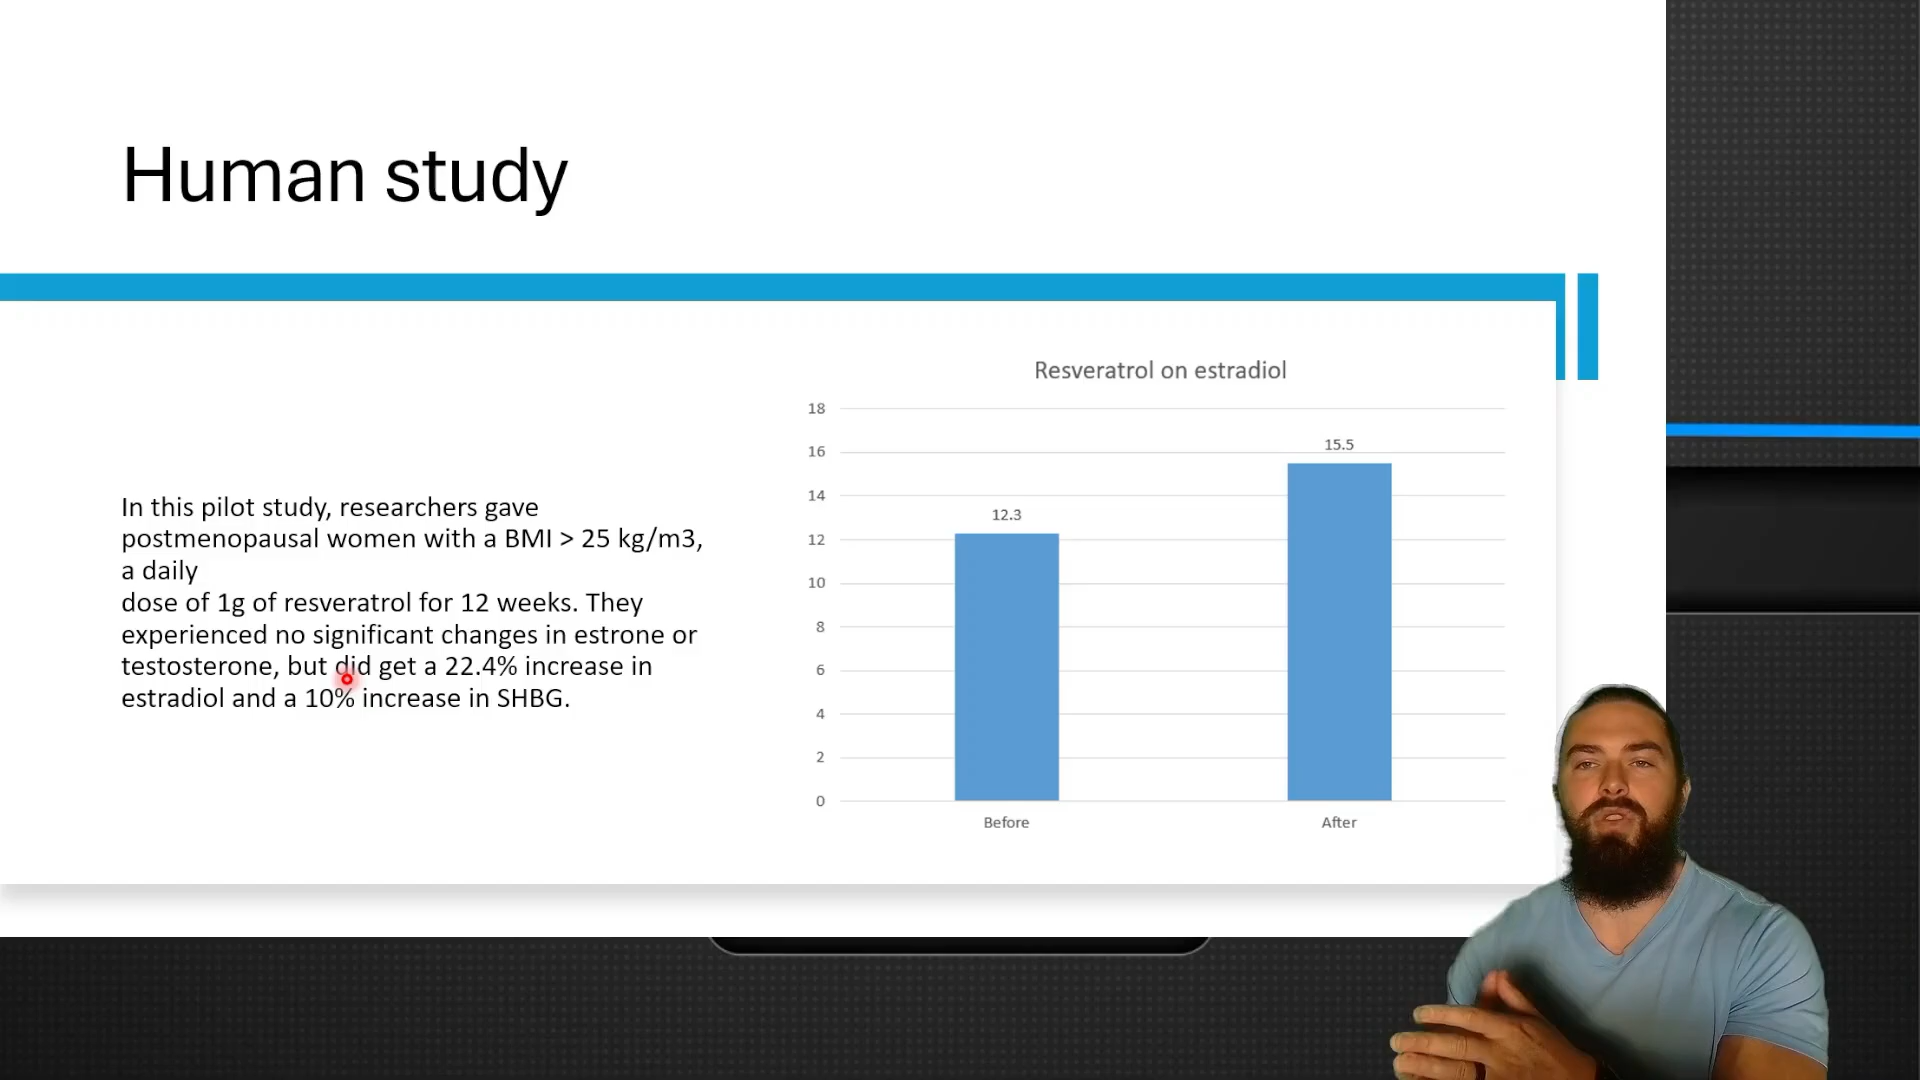 Human study
In this pilot study, researchers gave
postmenopausal women with a BMI > 25 kg/m3,
a daily
dose of 1g of resveratrol for 12 weeks. They
experienced no significant changes in estrone or
testosterone, but did get a 22.4% increase in
estradiol and a 10% increase in SHBG.
Resveratrol on estradiol
18
16
14
12
10
8
6
4
2
0
12.3
15.5
Before
After